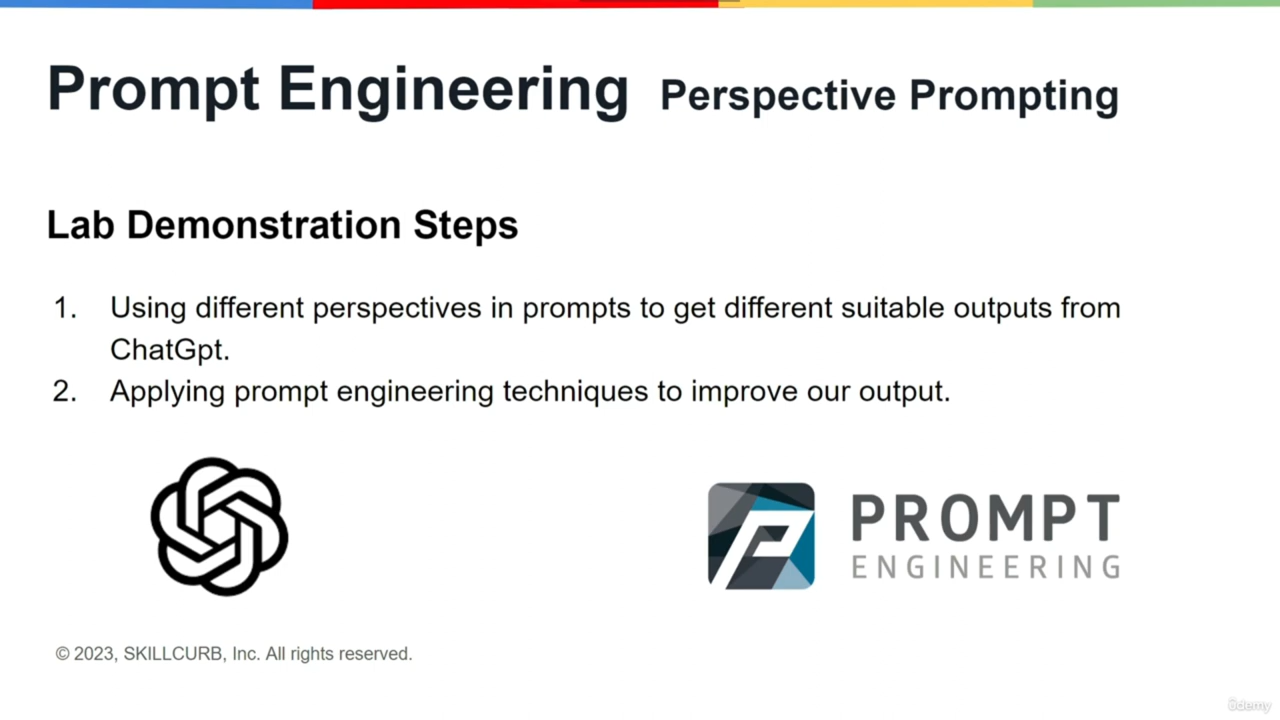 Prompt Engineering Perspective Prompting
Lab Demonstration Steps
1. Using different perspectives in prompts to get different suitable outputs from
ChatGpt.
2. Applying prompt engineering techniques to improve our output.
PROMPT
ENGINEERING
© 2023, SKILLCURB, Inc. All rights reserved.
ûdemy